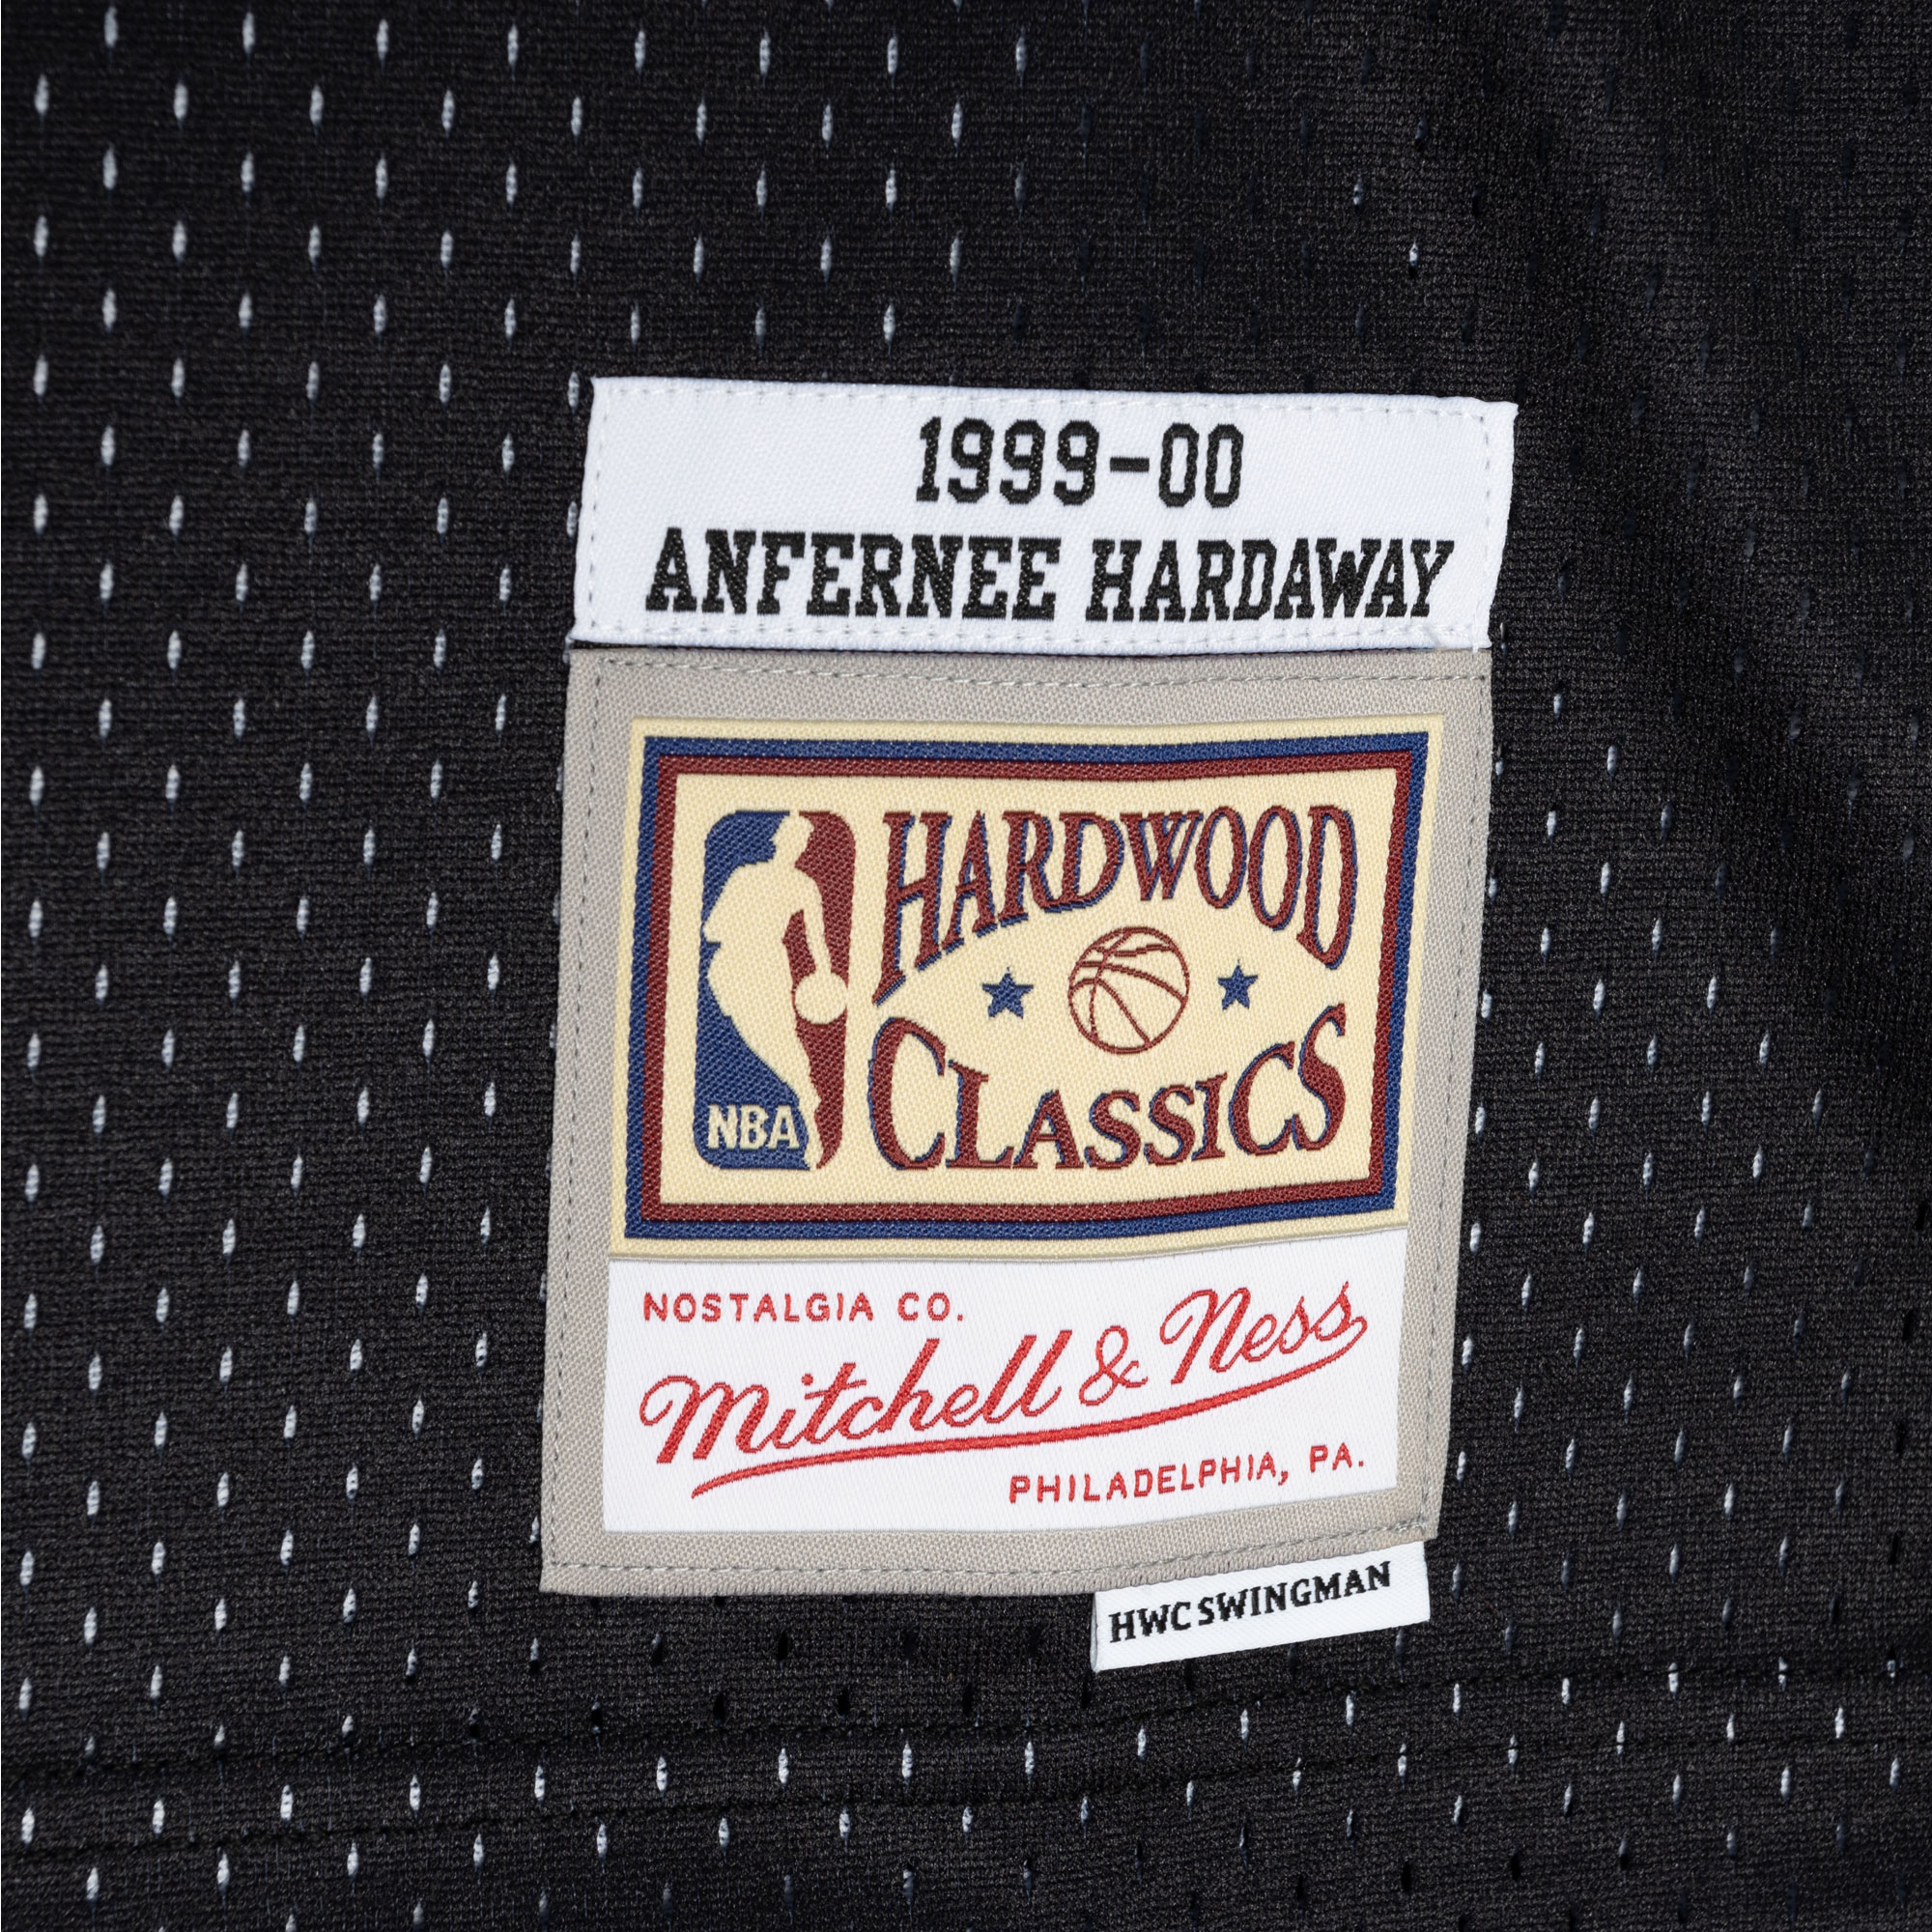 1999-00
ANFERNEE HARDAWAY
HARDWOOD
CLASSICS
NBA
NOSTALGIA CO.
Mitchell & Ness
PHILADELPHIA, PA.
HWC SWINGMAN